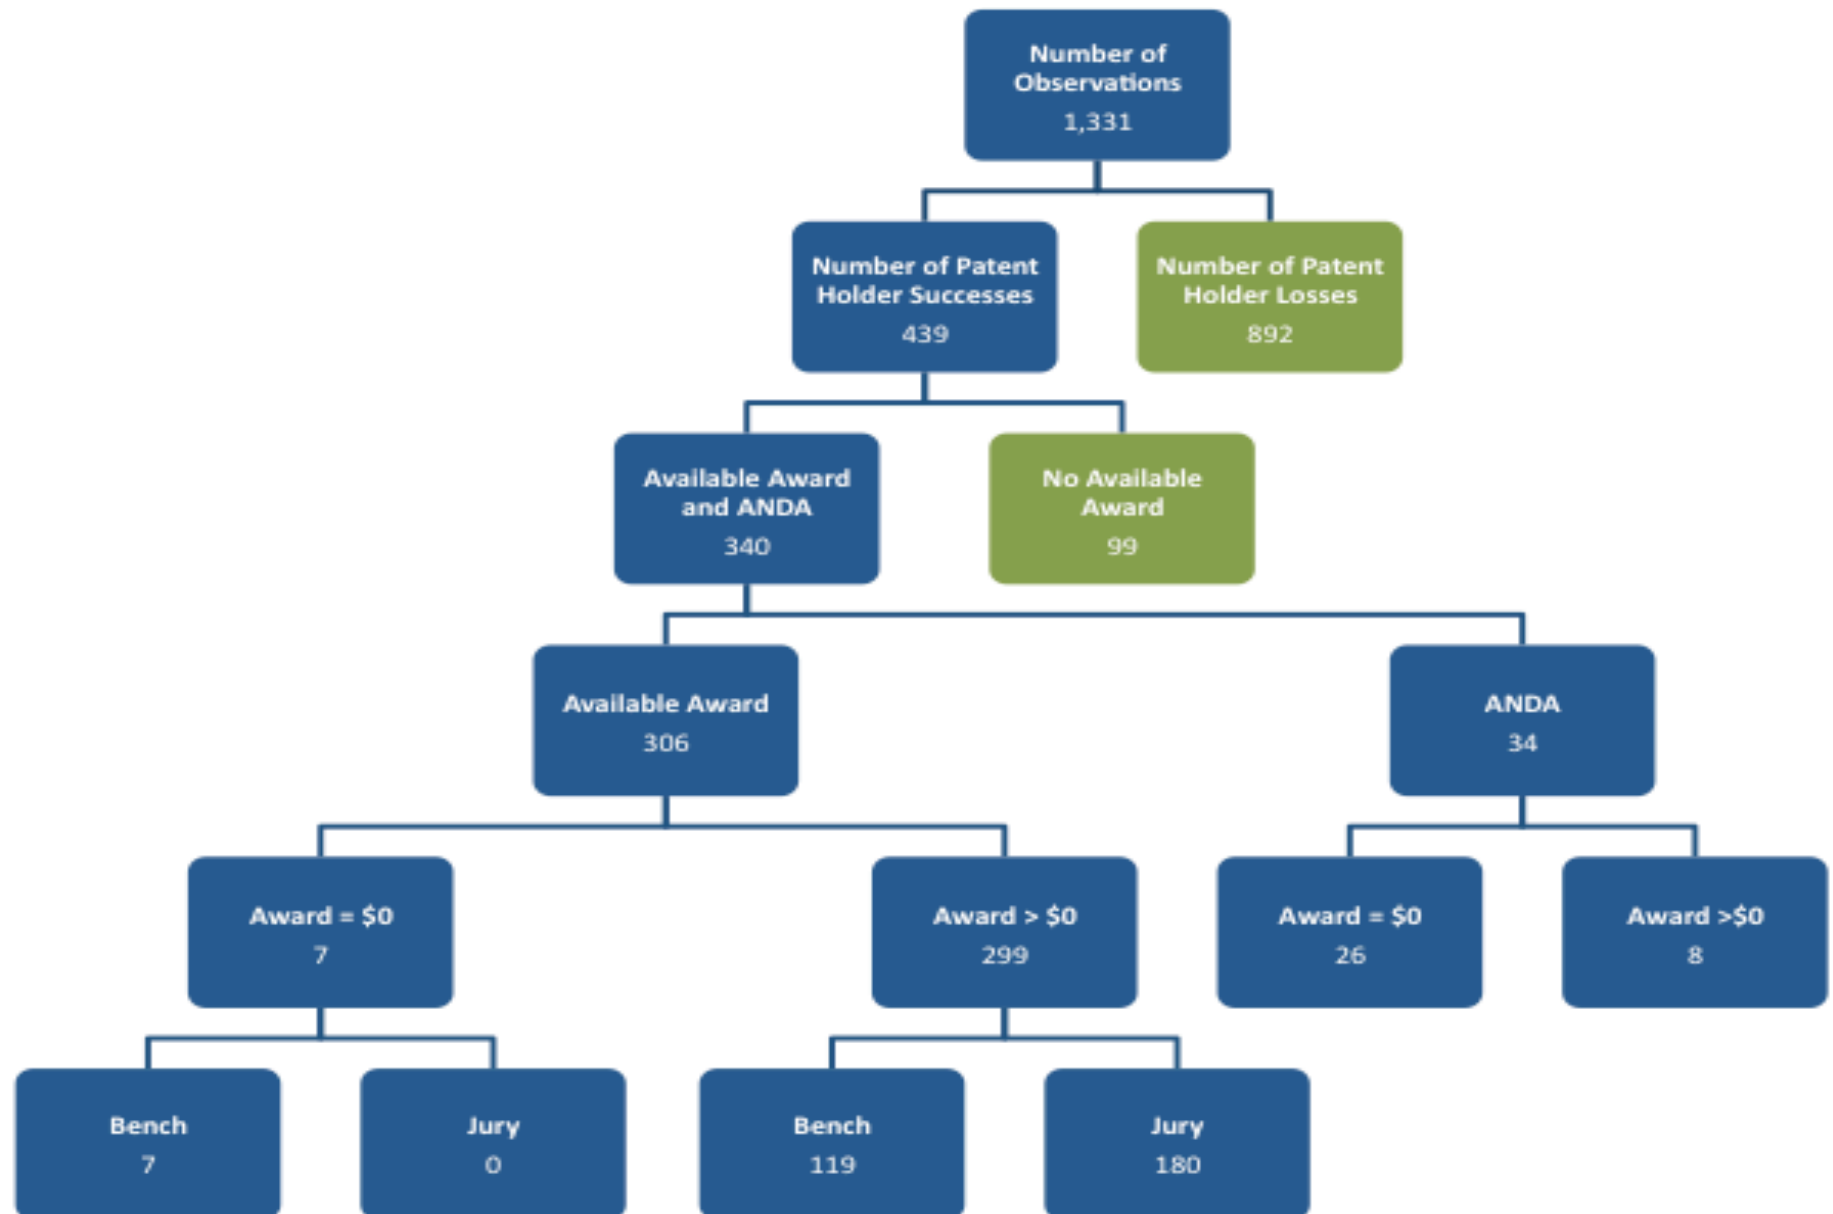 Number of
Observations
1,331
Number of Patent
Holder Successes
439
Number of Patent
Holder Losses
892
Available Award
and ANDA
340
No Available
Award
99
Available Award
306
ANDA
34
Award = $0
7
Award > $0
299
Award = $0
26
Award >$0
8
Bench
7
Jury
0
Bench
119
Jury
180